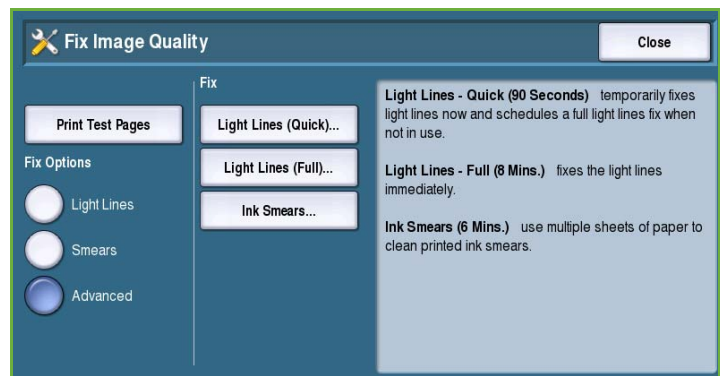 Fix Image Quality
Close
Print Test Pages
Fix Options
Light Lines
Smears
Advanced
Fix
Light Lines (Quick)...
Light Lines (Full)...
Ink Smears...
Light Lines - Quick (90 Seconds) temporarily fixes
light lines now and schedules a full light lines fix when
not in use.
Light Lines - Full (8 Mins.) fixes the light lines
immediately.
Ink Smears (6 Mins.) use multiple sheets of paper to
clean printed ink smears.